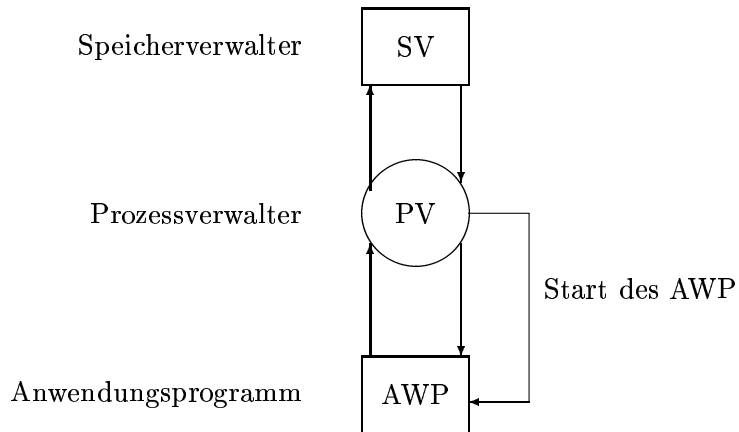 Speicherverwalter SV
Prozessverwalter PV
Start des AWP
Anwendungsprogramm AWP